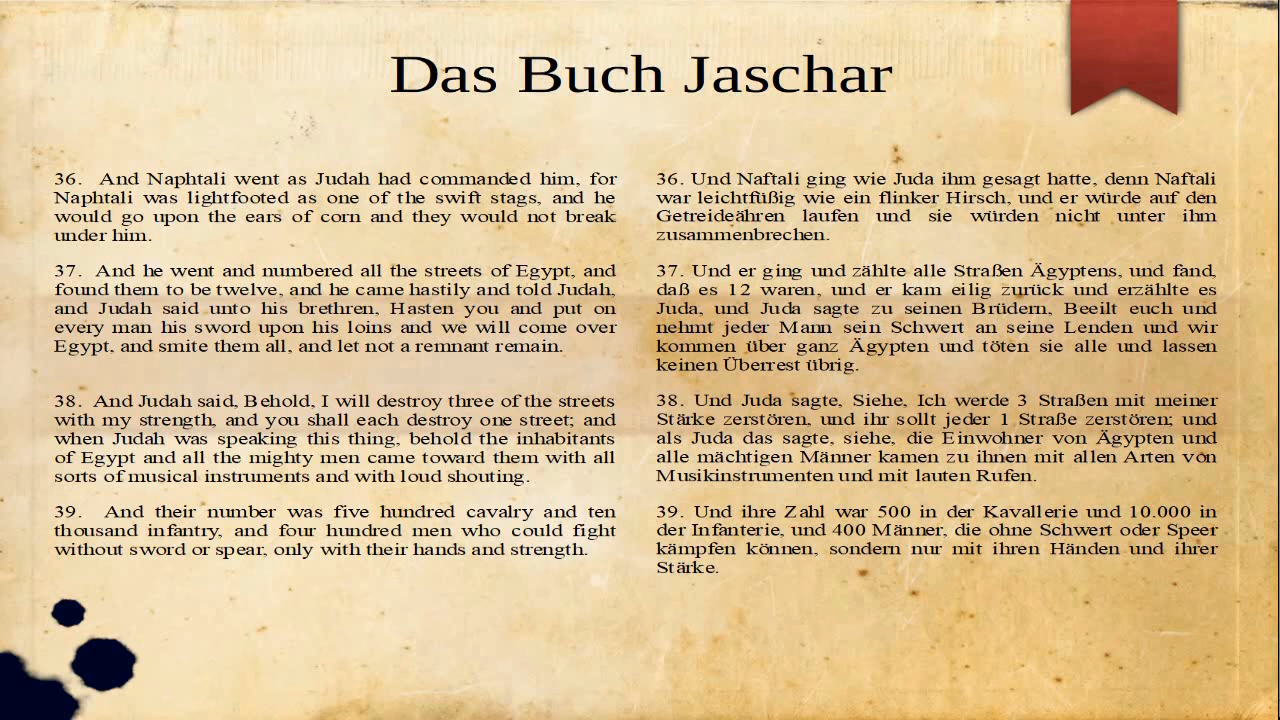 Das Buch Jaschar
36. And Naphtali went as Judah had commanded him, for
Naphtali was lightfooted as one of the swift stags, and he
would go upon the ears of corn and they would not break
under him.
37. And he went and numbered all the streets of Egypt, and
found them to be twelve, and he came hastily and told Judah,
and Judah said unto his brethren, Hasten you and put on
every man his sword upon his loins and we will come over
Egypt, and smite them all, and let not a remnant remain.
38. And Judah said, Behold, I will destroy three of the streets
with my strength, and you shall each destroy one street; and
when Judah was speaking this thing, behold the inhabitants
of Egypt and all the mighty men came toward them with all
sorts of musical instruments and with loud shouting.
39. And their number was five hundred cavalry and ten
thousand infantry, and four hundred men who could fight
without sword or spear, only with their hands and strength.
36. Und Naftali ging wie Juda ihm gesagt hatte, denn Naftali
war leichtfüßig wie ein flinker Hirsch, und er würde auf den
Getreideähren laufen und sie würden nicht unter ihm
zusammenbrechen.
37. Und er ging und zählte alle Straßen Ägyptens, und fand,
daß es 12 waren, und er kam eilig zurück und erzählte es
Juda, und Juda sagte zu seinen Brüdern, Beeilt euch und
nehmt jeder Mann sein Schwert an seine Lenden und wir
kommen über ganz Ägypten und töten sie alle und lassen
keinen Überrest übrig.
38. Und Juda sagte, Siehe, Ich werde 3 Straßen mit meiner
Stärke zerstören, und ihr sollt jeder 1 Straße zerstören; und
als Juda das sagte, siehe, die Einwohner von Ägypten und
alle mächtigen Männer kamen zu ihnen mit allen Arten von
Musikinstrumenten und mit lauten Rufen.
39. Und ihre Zahl war 500 in der Kavallerie und 10.000 in
der Infanterie, und 400 Männer, die ohne Schwert oder Speer
kämpfen können, sondern nur mit ihren Händen und ihrer
Stärke.